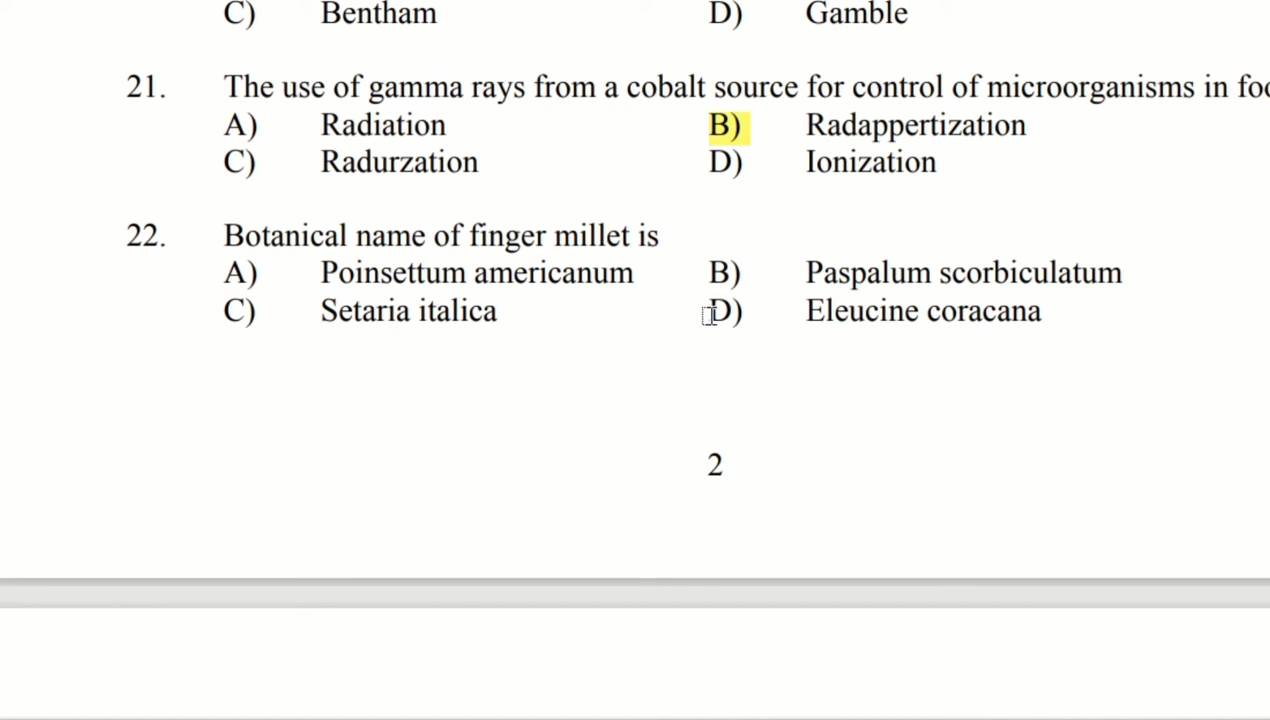 C) Bentham D) Gamble
21. The use of gamma rays from a cobalt source for control of microorganisms in
A) Radiation B) Radappertization
C) Radurzation D) Ionization
22. Botanical name of finger millet is
A) Poinsettum americanum B) Paspalum scorbiculatum
C) Setaria italica D) Eleucine coracana
2